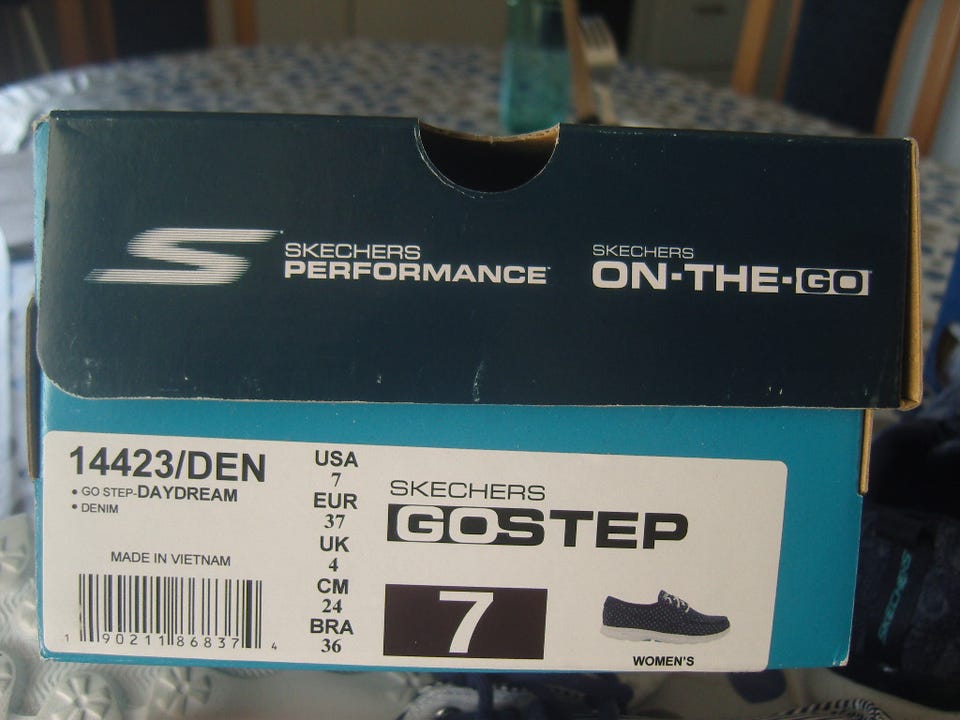 SKECHERS
PERFORMANCE
SKECHERS
ON-THE-GO
14423/DEN
• GO STEP-DAYDREAM
• DENIM
MADE IN VIETNAM
1 90211 86837 4
USA
7
EUR
37
UK
4
CM
24
BRA
36
SKECHERS
GOSTEP
7
WOMEN'S
SKECHERS